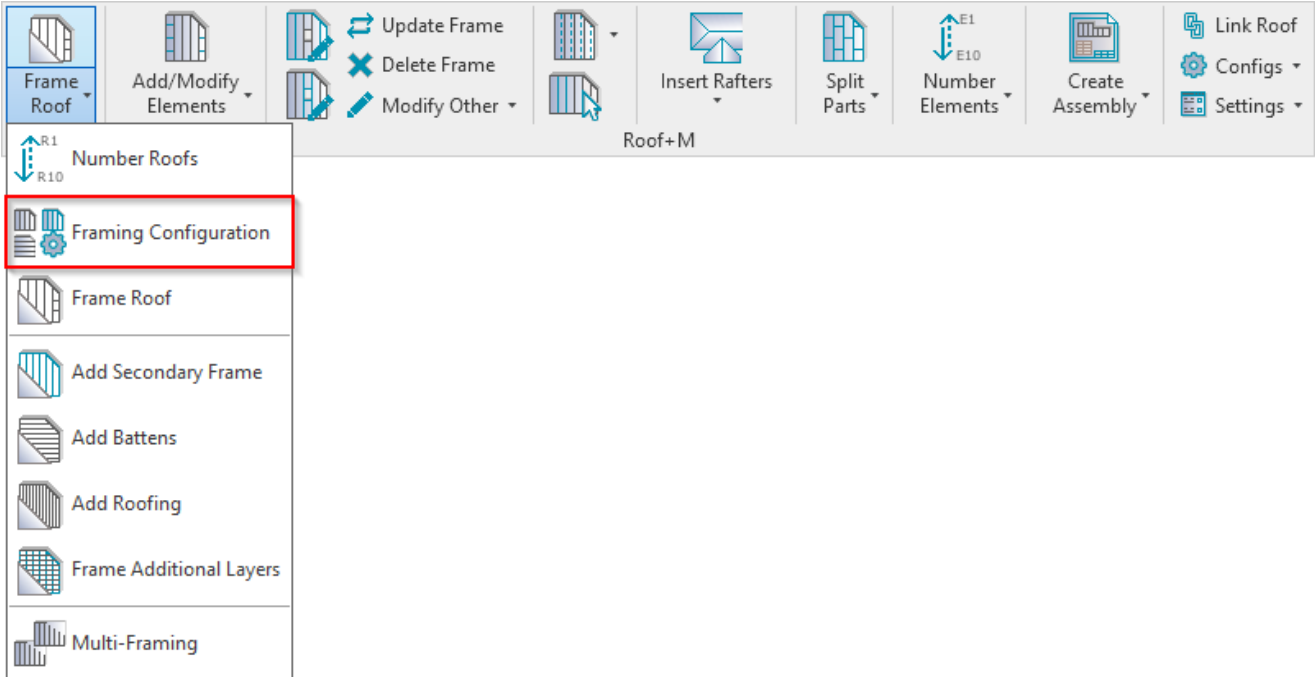 Frame
Roof
Add/Modify
Elements
Update Frame
Delete Frame
Modify Other
Insert Rafters
Split
Parts
E1
E10
Number
Elements
Create
Assembly
Link Roof
Configs
Settings
Roof+M
R1
R10
Number Roofs
Framing Configuration
Frame Roof
Add Secondary Frame
Add Battens
Add Roofing
Frame Additional Layers
Multi-Framing